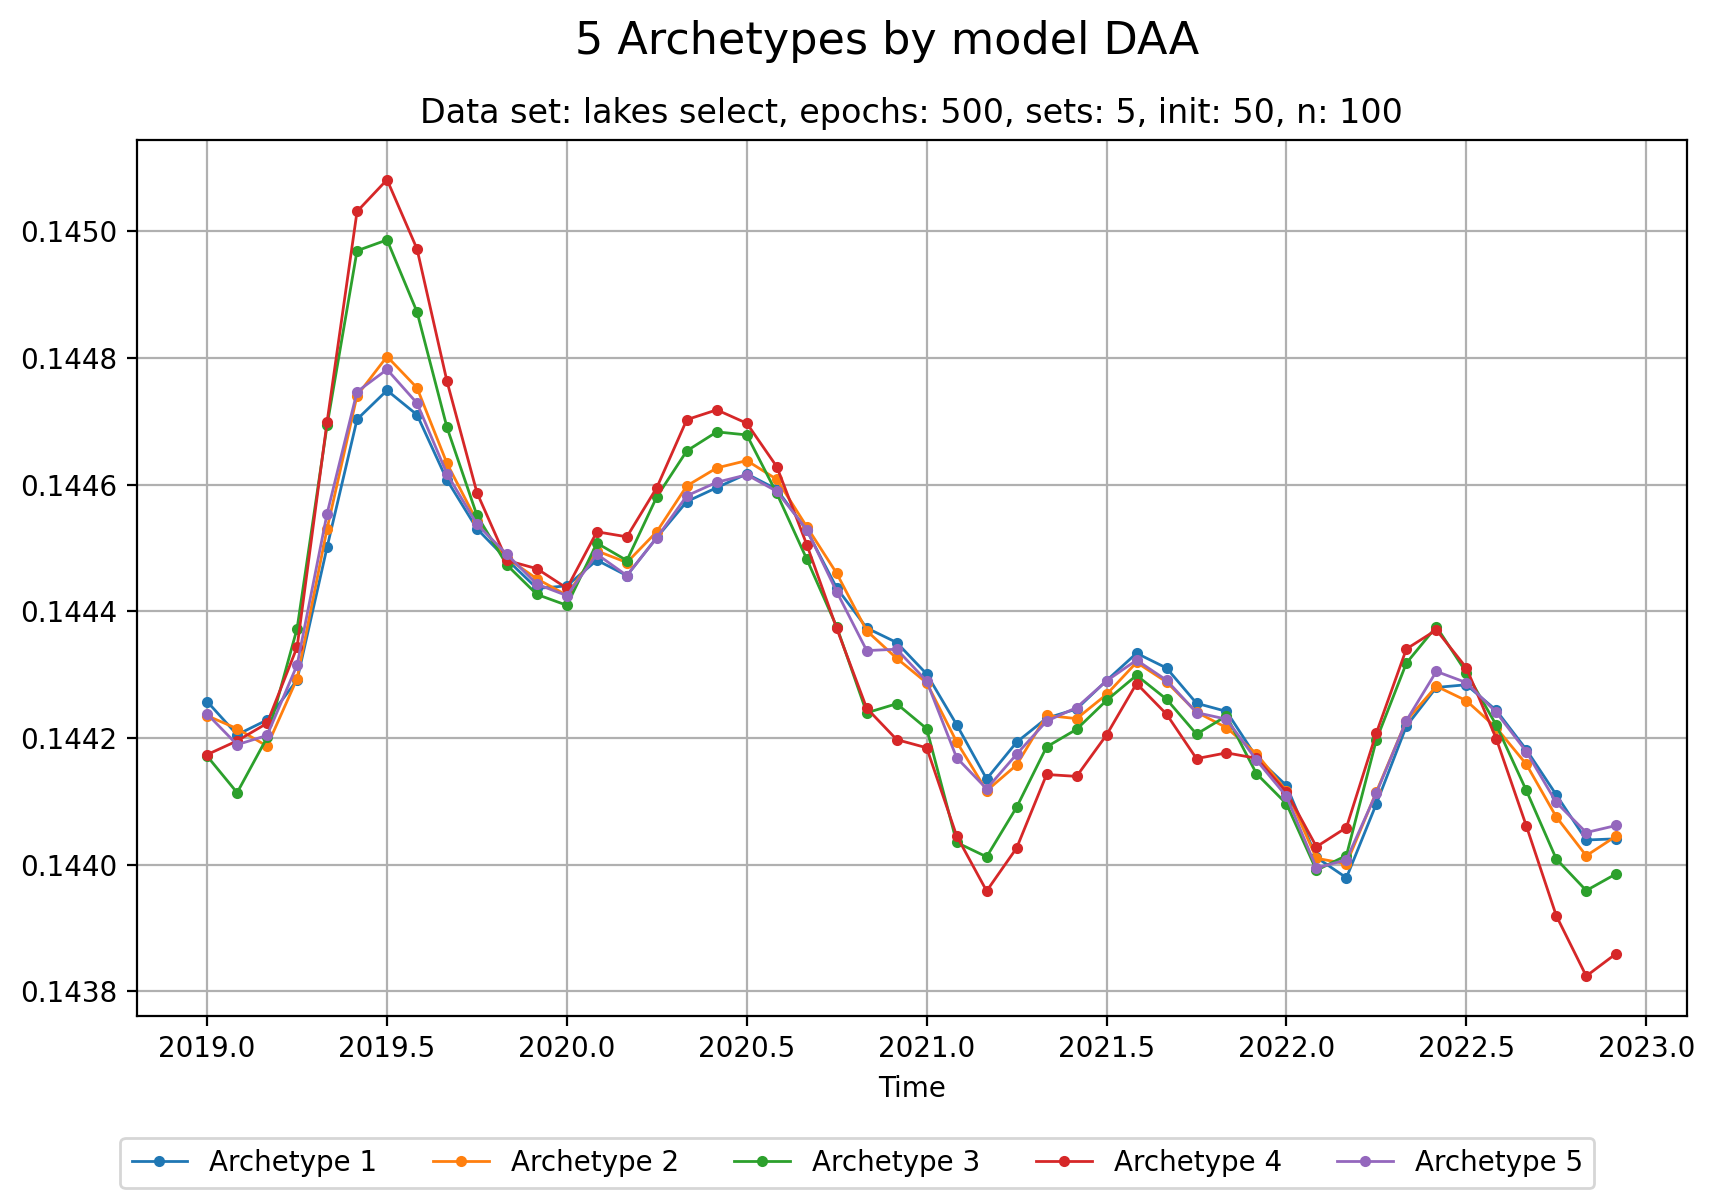 5 Archetypes by model DAA
Data set: lakes select, epochs: 500, sets: 5, init: 50, n: 100
0.1450
0.1448
0.1446
0.1444
0.1442
0.1440
0.1438
2019.0 2019.5 2020.0 2020.5 2021.0 2021.5 2022.0 2022.5 2023.0
Time
Archetype 1 Archetype 2 Archetype 3 Archetype 4 Archetype 5